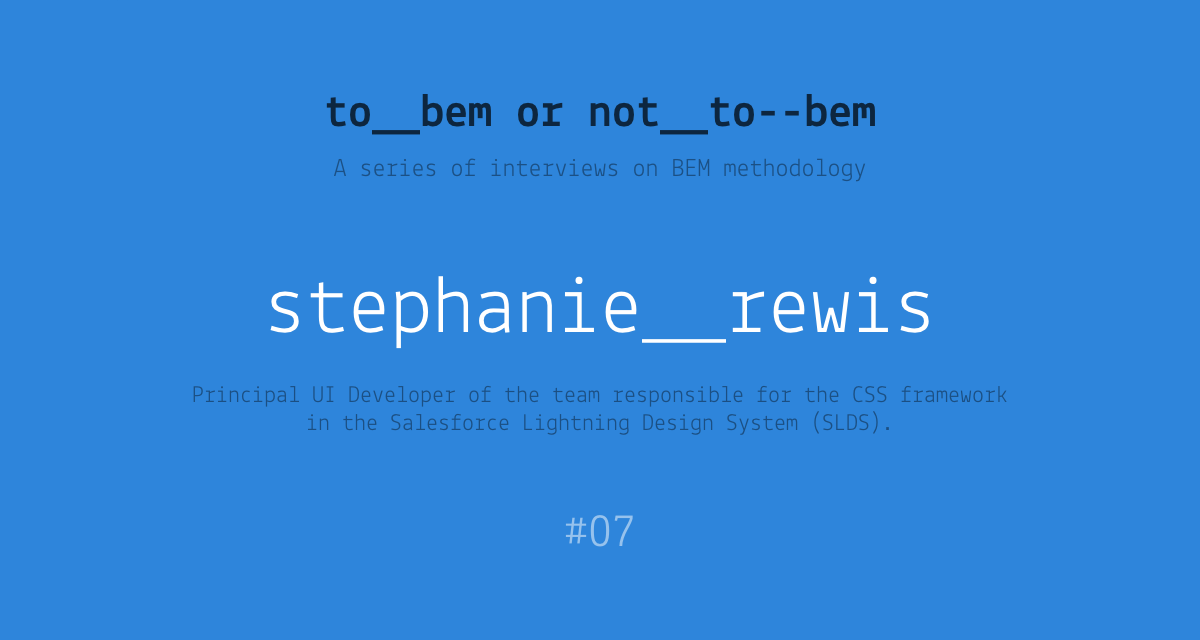 to__bem or not__to--bem
A series of interviews on BEM methodology
stephanie__rewis
Principal UI Developer of the team responsible for the CSS framework
in the Salesforce Lightning Design System (SLDS).
#07